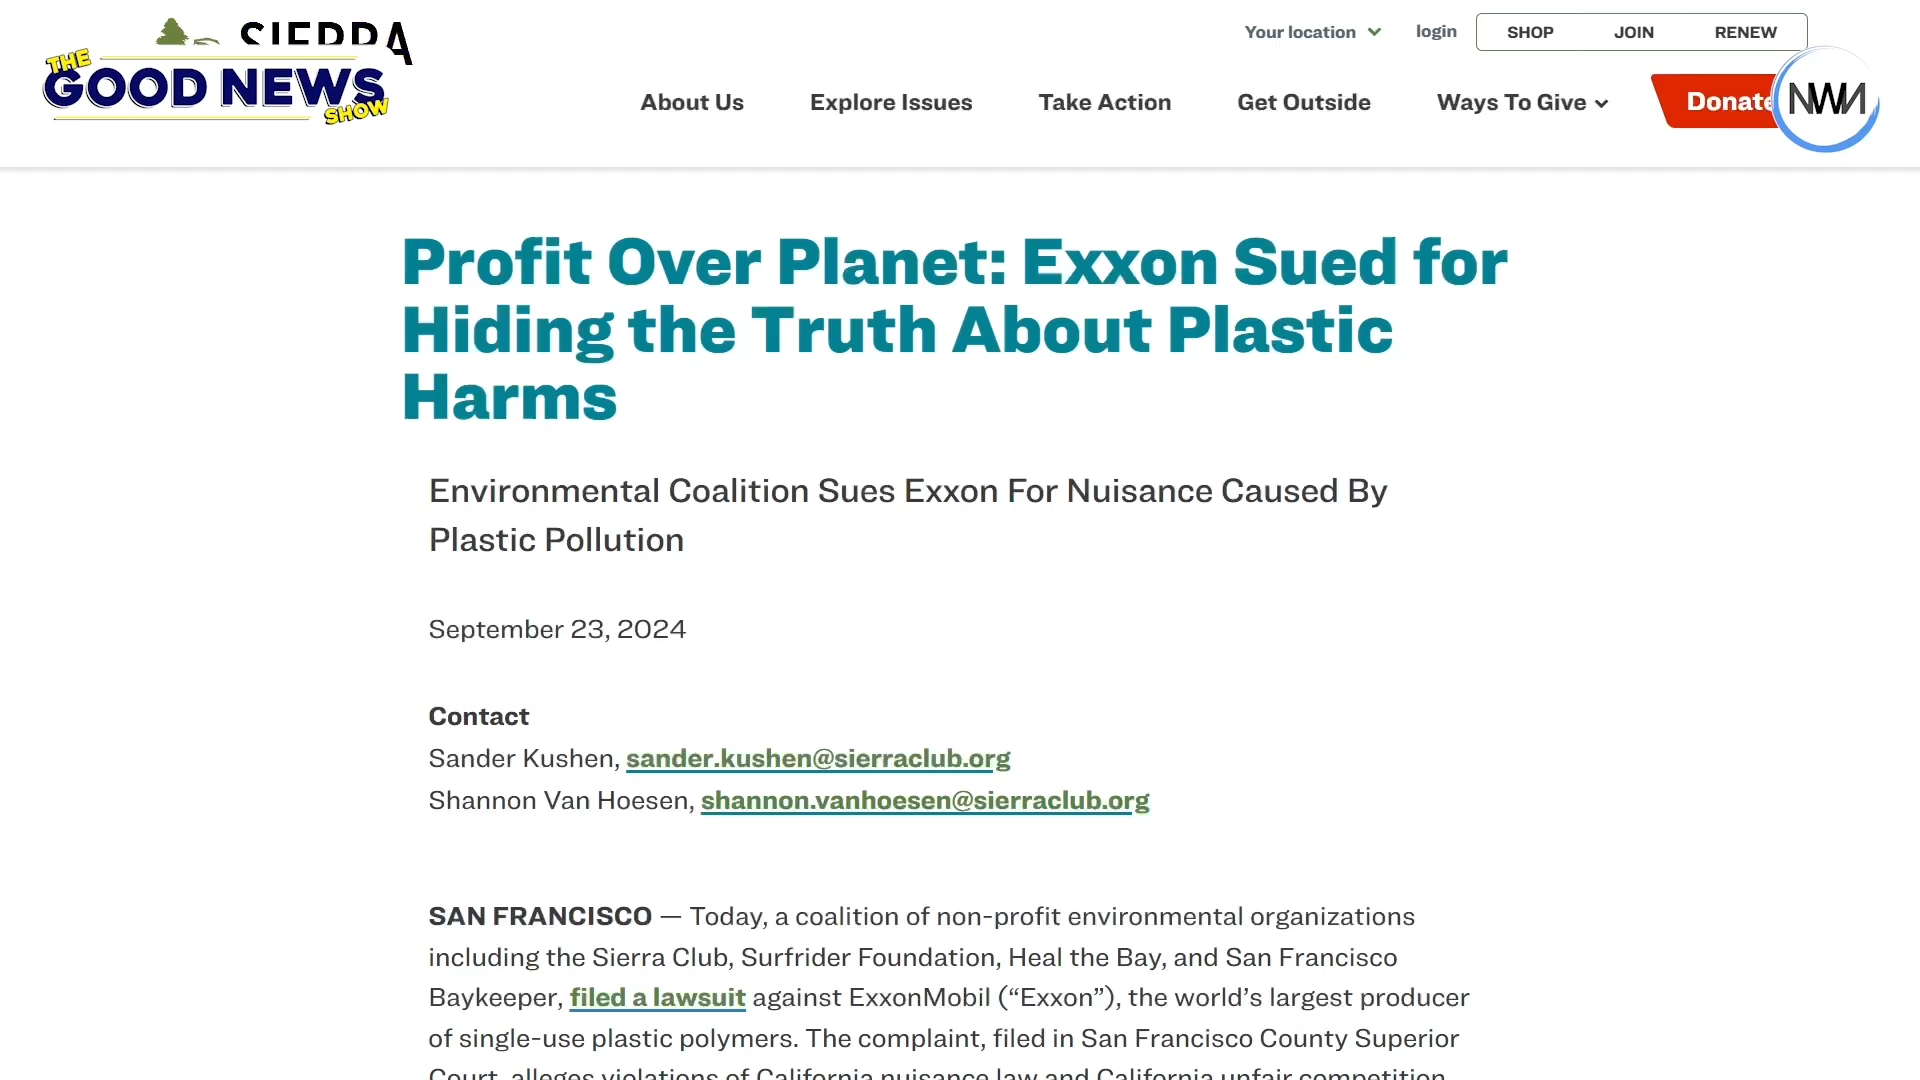 SIERRA
THE
GOOD NEWS
SHOW
Your location
login
SHOP
JOIN
RENEW
About Us
Explore Issues
Take Action
Get Outside
Ways To Give
Donate
NWN
Profit Over Planet: Exxon Sued for
Hiding the Truth About Plastic
Harms
Environmental Coalition Sues Exxon For Nuisance Caused By
Plastic Pollution
September 23, 2024
Contact
Sander Kushen, sander.kushen@sierraclub.org
Shannon Van Hoesen, shannon.vanhoesen@sierraclub.org
SAN FRANCISCO — Today, a coalition of non-profit environmental organizations
including the Sierra Club, Surfrider Foundation, Heal the Bay, and San Francisco
Baykeeper, filed a lawsuit against ExxonMobil (“Exxon”), the world’s largest producer
of single-use plastic polymers. The complaint, filed in San Francisco County Superior
Court, alleges violations of California nuisance law and California unfair competition